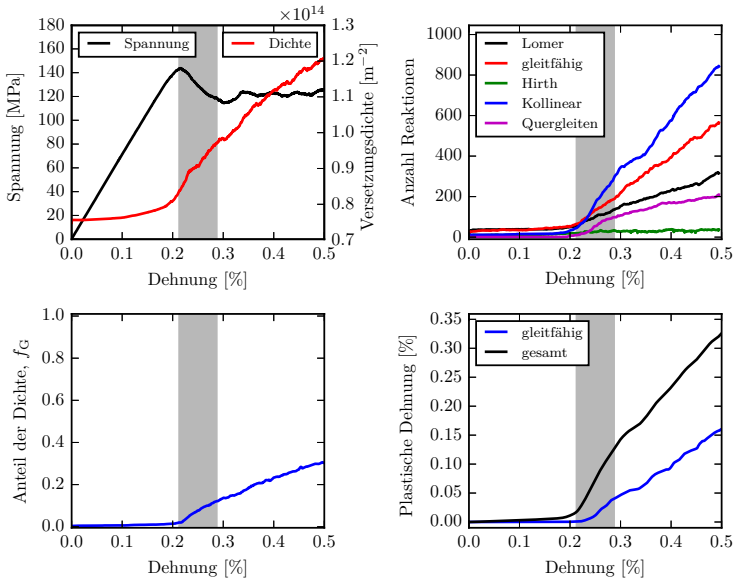 ×10^14
180
160
140
120
100
80
60
40
20
0
Spannung [MPa]
Spannung
Dichte
1.3
1.2
1.1
1.0
0.9
0.8
0.7
Versetzungsdichte [m^−2]
0.0 0.1 0.2 0.3 0.4 0.5
Dehnung [%]
1000
800
600
400
200
0
Anzahl Reaktionen
Lomer
gleitfähig
Hirth
Kollinear
Quergleiten
0.0 0.1 0.2 0.3 0.4 0.5
Dehnung [%]
1.0
0.8
0.6
0.4
0.2
0.0
Anteil der Dichte, f_G
0.0 0.1 0.2 0.3 0.4 0.5
Dehnung [%]
0.35
0.30
0.25
0.20
0.15
0.10
0.05
0.00
Plastische Dehnung [%]
gleitfähig
gesamt
0.0 0.1 0.2 0.3 0.4 0.5
Dehnung [%]